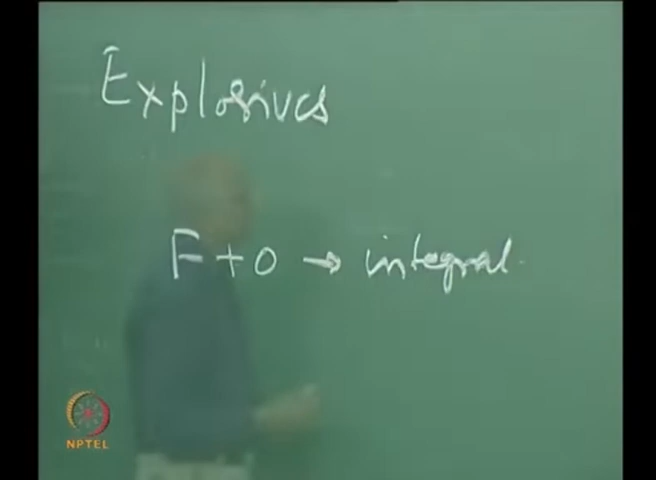 Explosives
F + O → integral
NPTEL